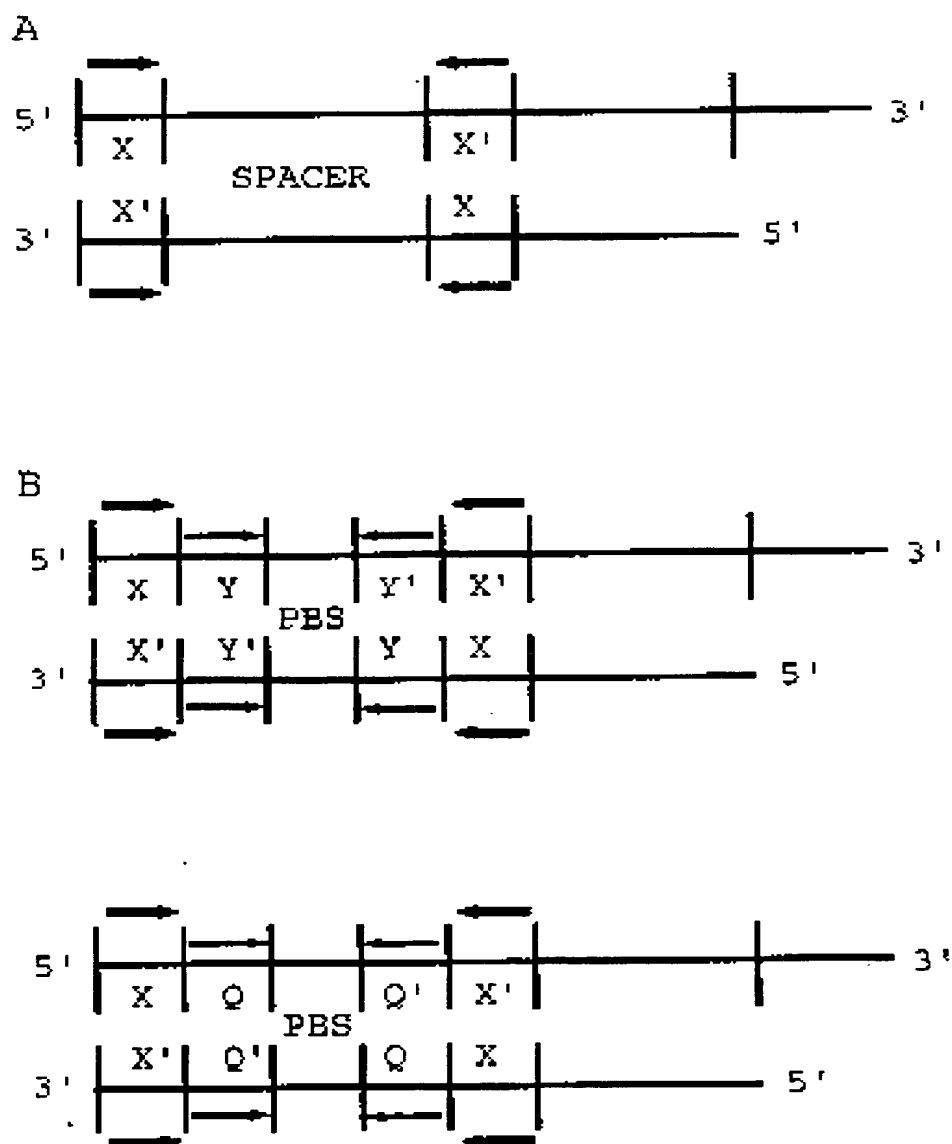 A
5' 3'
X X'
SPACER
X' X
3' 5'
B
5' 3'
X Y Y' X'
PBS
X' Y' Y X
3' 5'
5' 3'
X Q Q' X'
PBS
X' Q' Q X
3' 5'